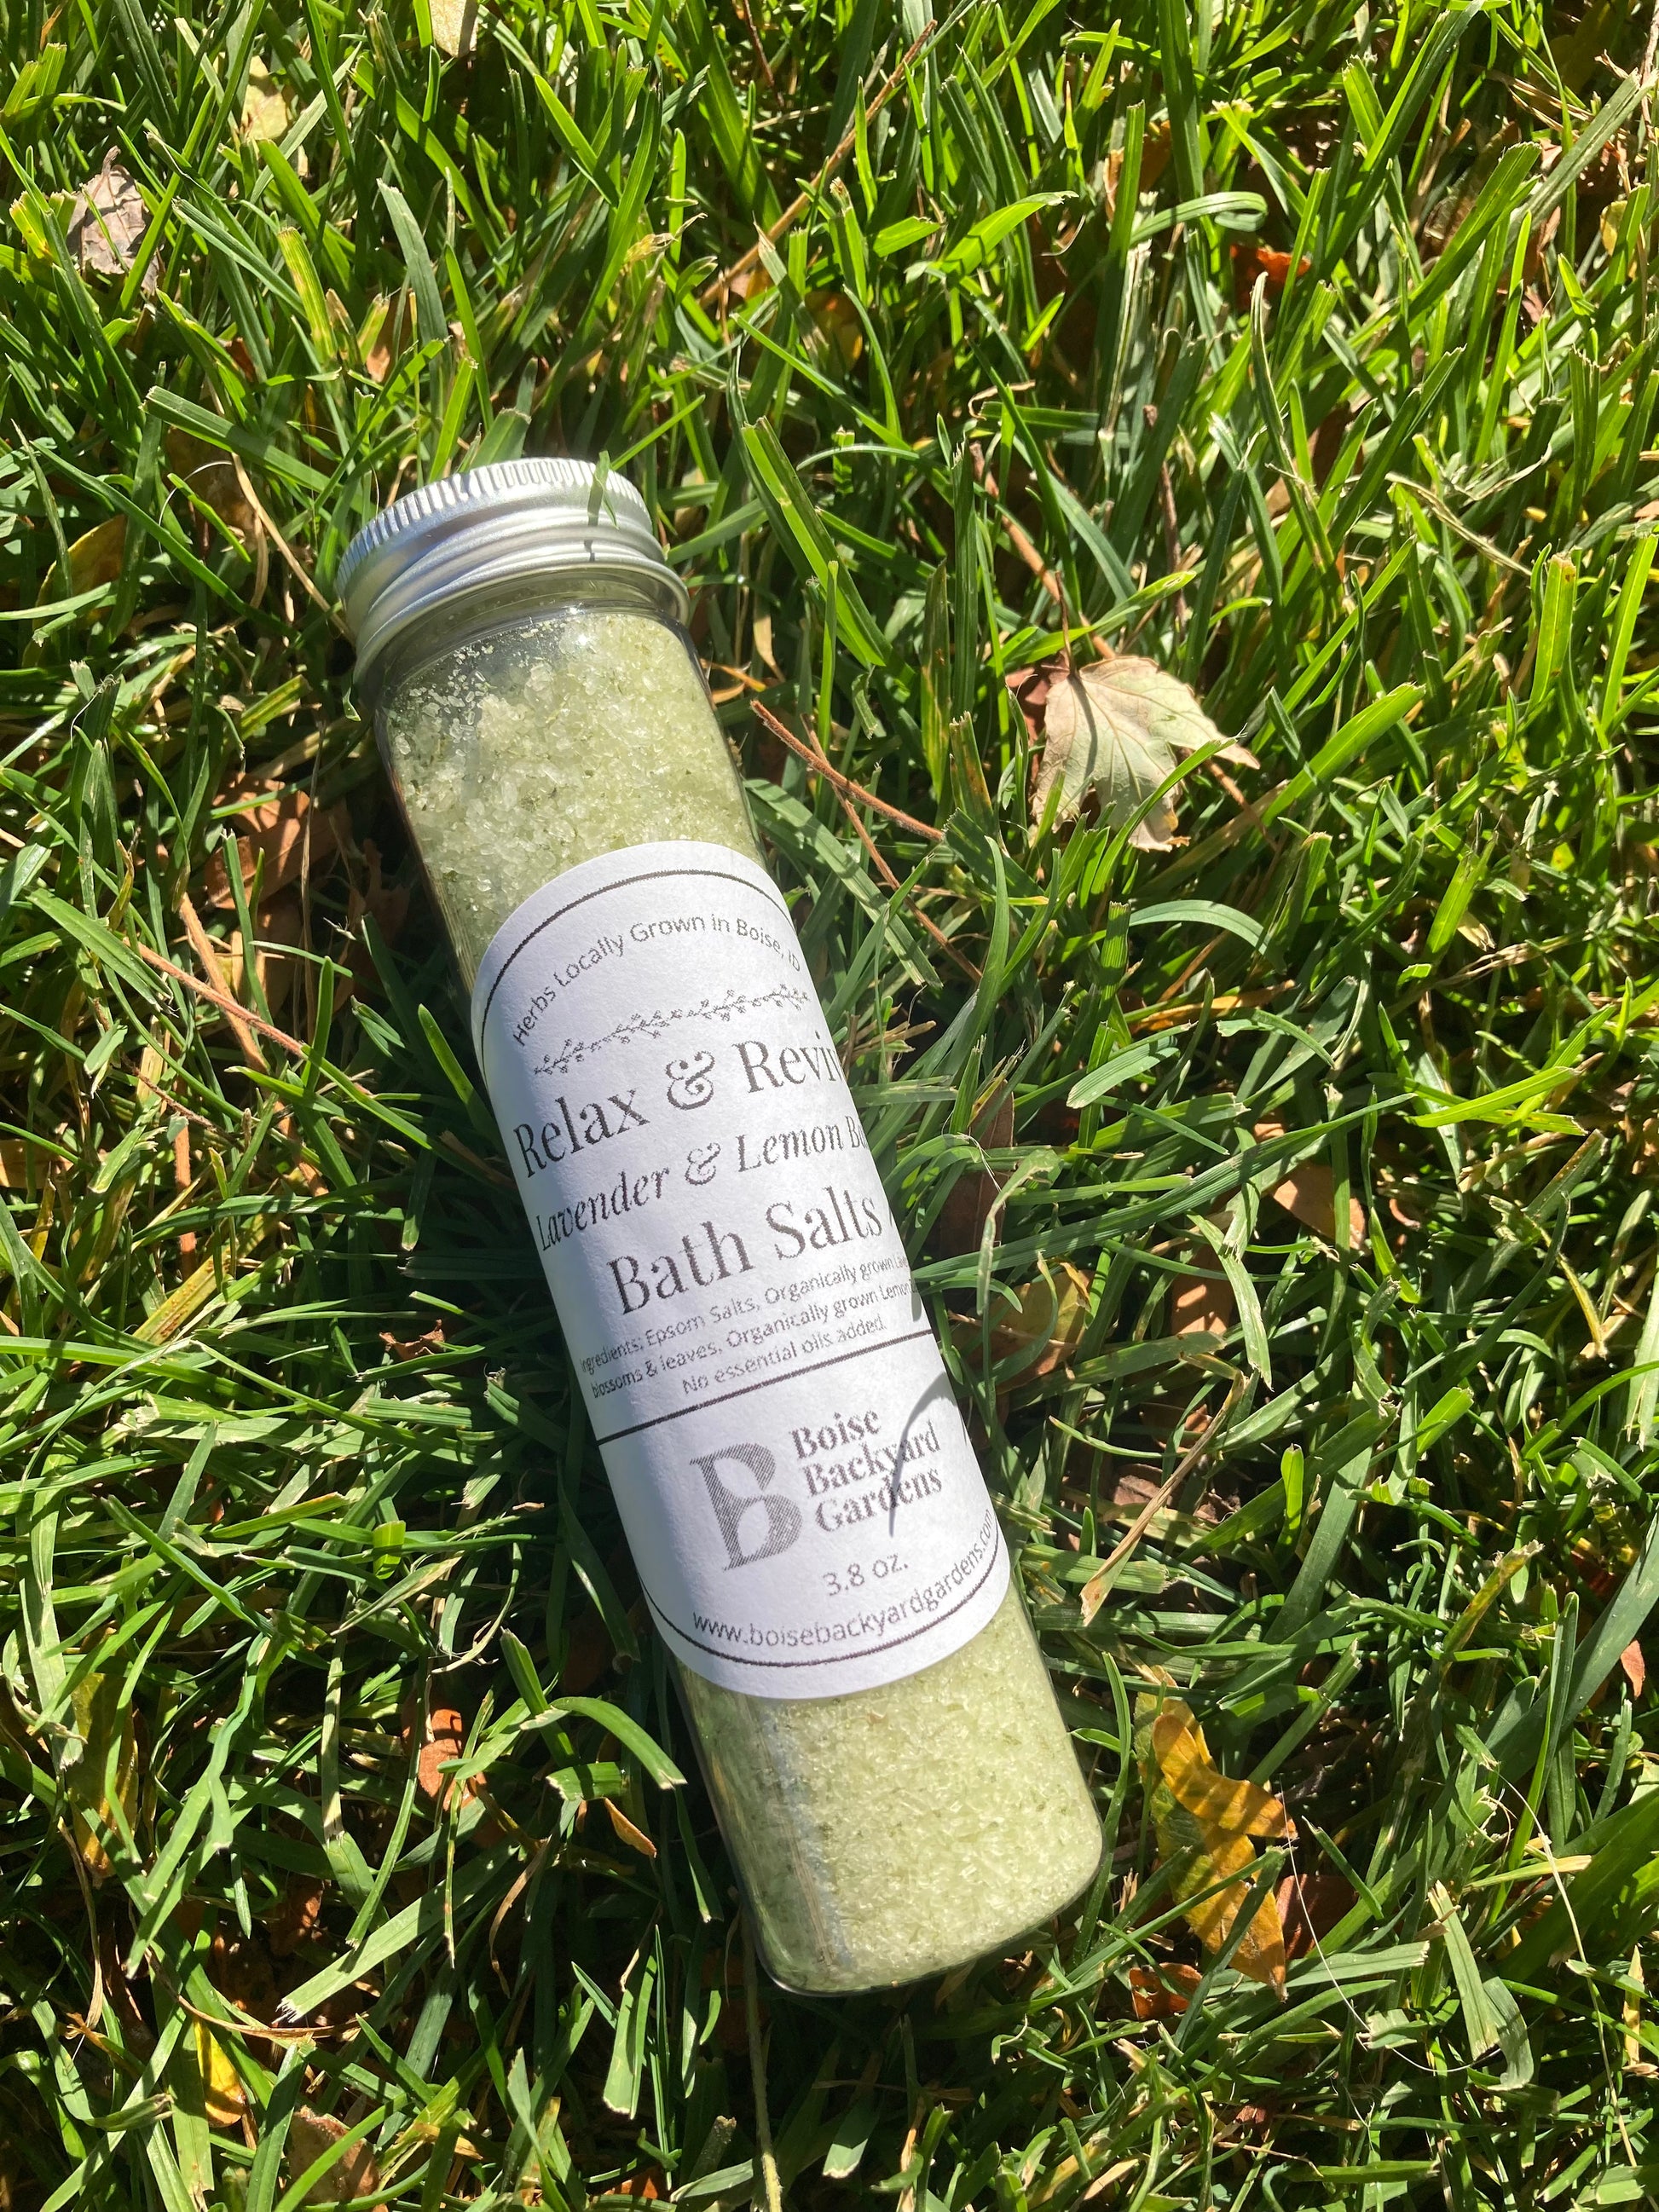 Herbs Locally Grown in Boise, ID
Relax & Reviv
Lavender & Lemon Ba
Bath Salts
Ingredients: Epsom Salts, Organically grown
blossoms & leaves, Organically grown Lemon
No essential oils added.
B
Boise
Backyard
Gardens
3.8 oz.
www.boisebackyardgardens.com